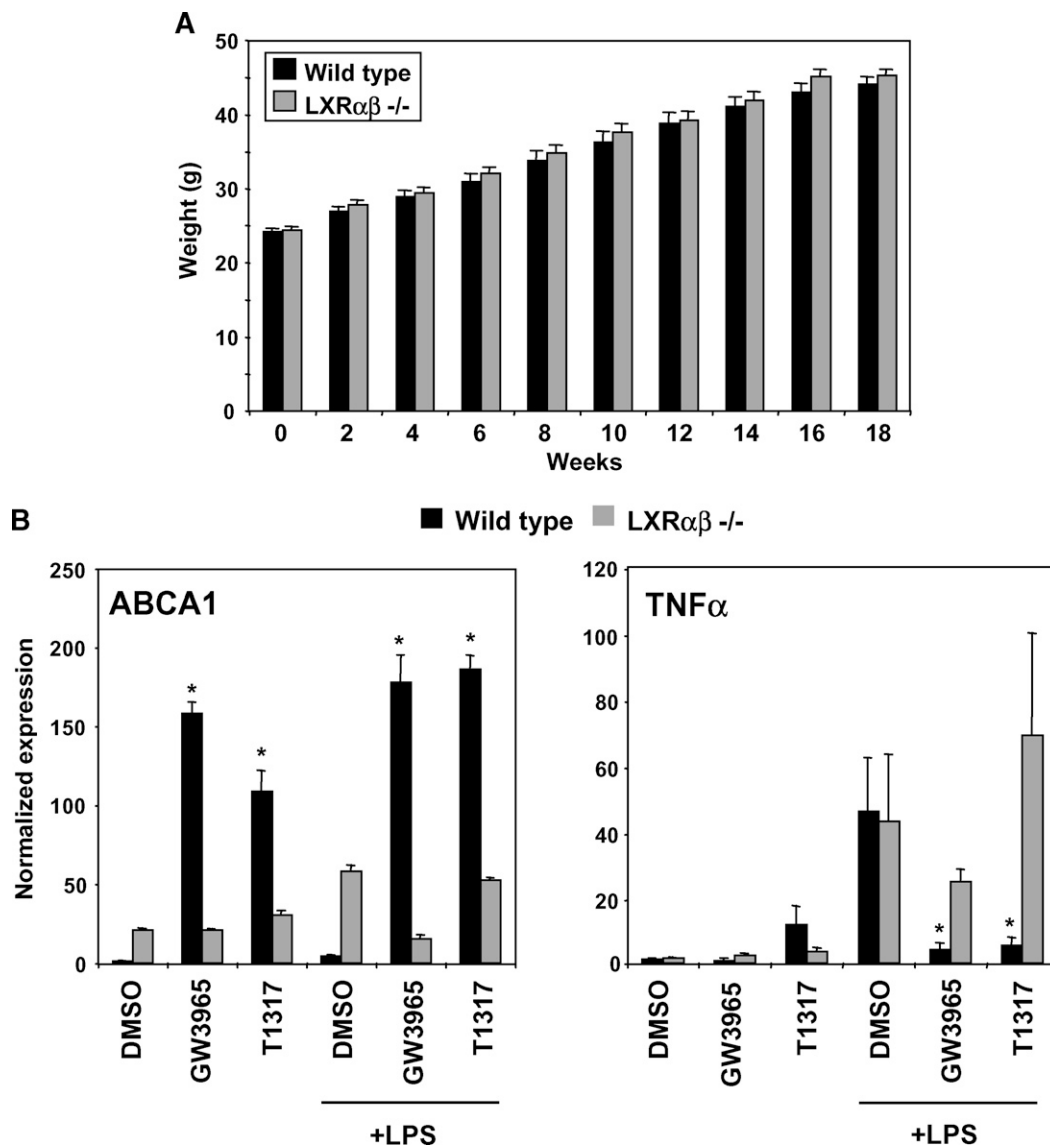 A
50
40
30
20
10
0
Weight (g)
Wild type
LXRαβ -/-
0 2 4 6 8 10 12 14 16 18
Weeks
B
Wild type LXRαβ -/-
ABCA1
250
200
150
100
50
0
Normalized expression
* * * *
DMSO GW3965 T1317 DMSO GW3965 T1317
+LPS
TNFα
120
100
80
60
40
20
0
* *
DMSO GW3965 T1317 DMSO GW3965 T1317
+LPS